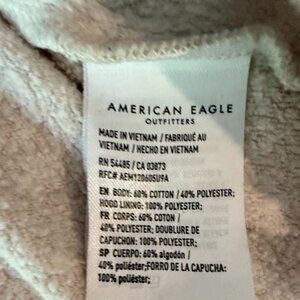 AMERICAN EAGLE
OUTFITTERS
MADE IN VIETNAM / FABRIQUÉ AU
VIETNAM / HECHO EN VIETNAM
RN 54485 / CA 03873
RFC# AEM120605U9A
EN BODY: 60% COTTON / 40% POLYESTER;
HOOD LINING: 100% POLYESTER;
FR CORPS: 60% COTON /
40% POLYESTER; DOUBLURE DE
CAPUCHON: 100% POLYESTER;
SP CUERPO: 60% algodón /
40% poliéster;FORRO DE LA CAPUCHA:
100% poliéster;